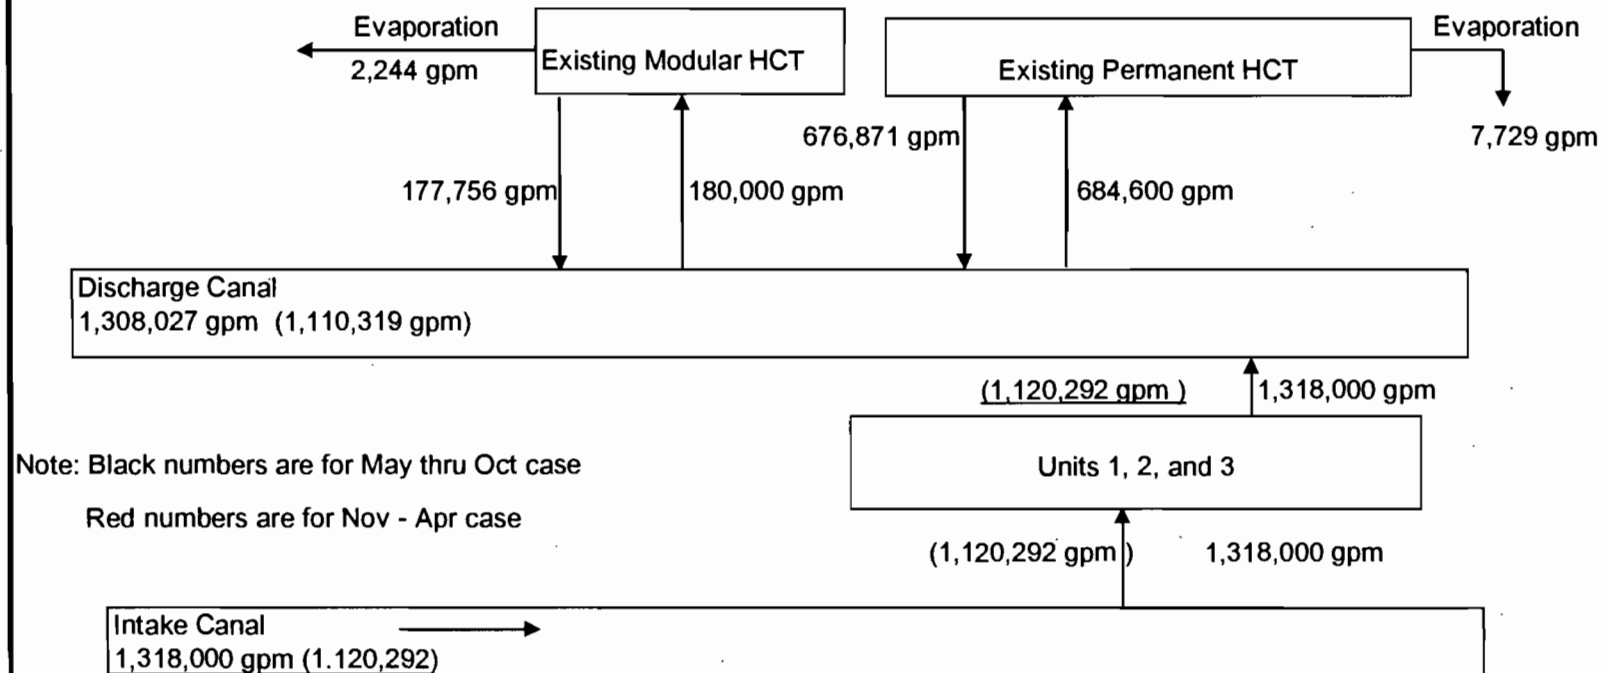 Evaporation
2,244 gpm
Existing Modular HCT
Existing Permanent HCT
Evaporation
7,729 gpm
177,756 gpm
180,000 gpm
676,871 gpm
684,600 gpm
Discharge Canal
1,308,027 gpm (1,110,319 gpm)
(1,120,292 gpm )
1,318,000 gpm
Units 1, 2, and 3
Note: Black numbers are for May thru Oct case
Red numbers are for Nov - Apr case
(1,120,292 gpm )
1,318,000 gpm
Intake Canal
1,318,000 gpm (1.120,292)